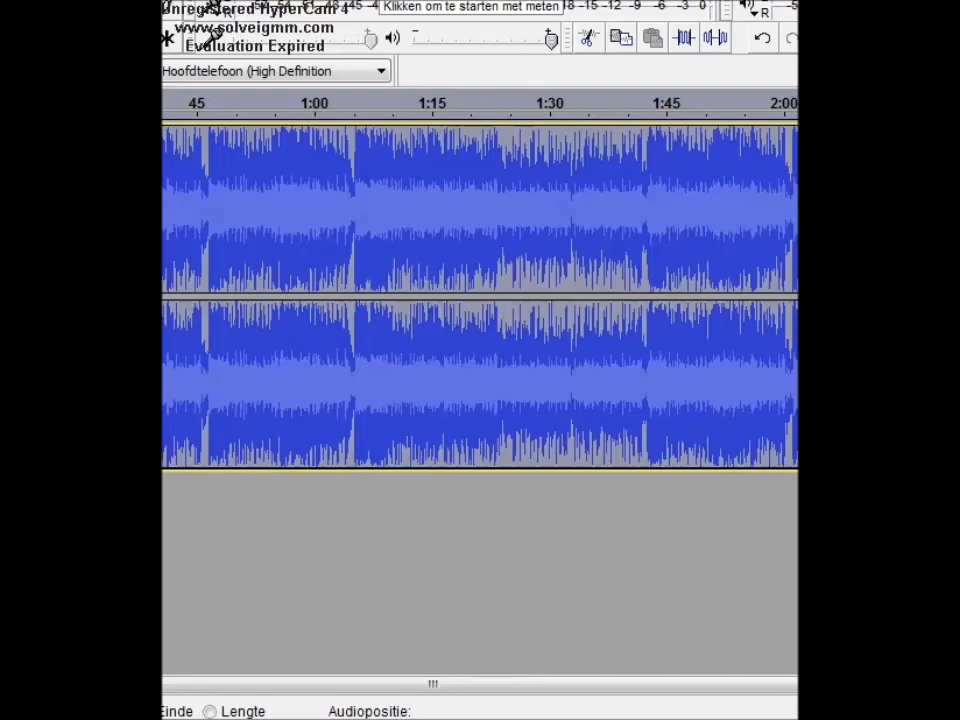 Unregistered HyperCam 4
www.solveigmm.com
Evaluation Expired
Klikken om te starten met meten
18 -15 -12 -9 -6 -3 0
R
Hoofdtelefoon (High Definition
45 1:00 1:15 1:30 1:45 2:00
Einde Lengte Audiopositie: